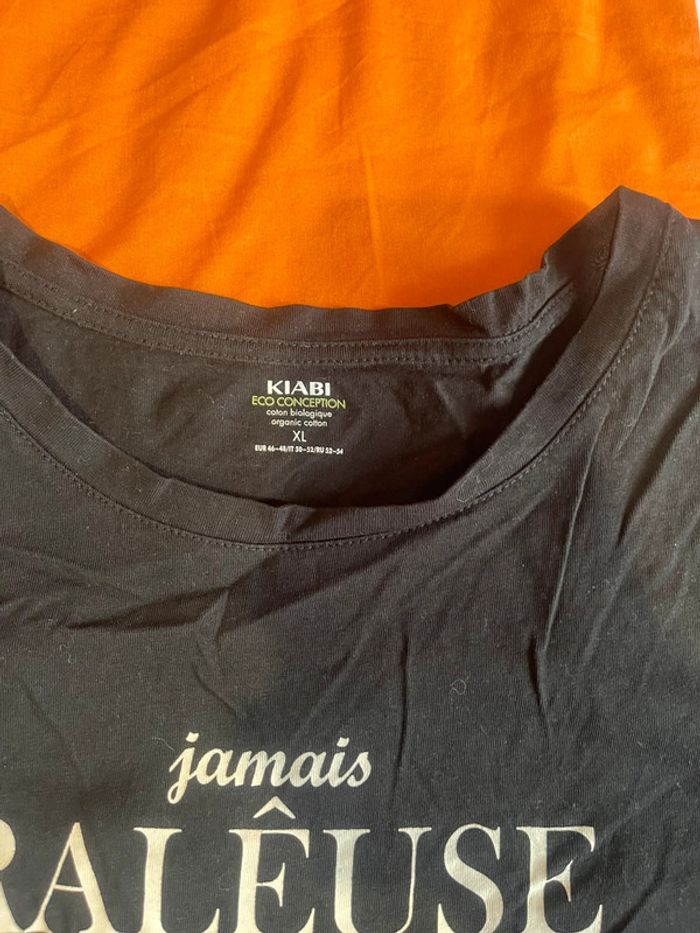 KIABI
ECO CONCEPTION
coton biologique
organic cotton
XL
EUR 46-48/IT 50-52/RU 52-54
jamais
RALÊUSE